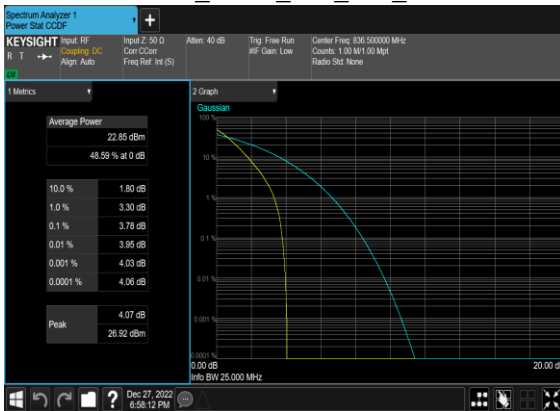 Spectrum Analyzer 1
Power Stat CCDF
KEYSIGHT
R T
Input: RF
Coupling: DC
Align: Auto
Input Z: 50 Ω
Corr CCorr
Freq Ref: Int (S)
Atten: 40 dB
Trig: Free Run
#IF Gain: Low
Center Freq: 836.500000 MHz
Counts: 1.00 M/1.00 Mpt
Radio Std: None
1 Metrics
Average Power
22.85 dBm
48.59 % at 0 dB
10.0 % 1.80 dB
1.0 % 3.30 dB
0.1 % 3.78 dB
0.01 % 3.95 dB
0.001 % 4.03 dB
0.0001 % 4.06 dB
Peak 4.07 dB
26.92 dBm
2 Graph
Gaussian
100 %
10 %
1 %
0.1 %
0.01 %
0.001 %
0.0001 %
0.00 dB
20.00 d
Info BW 25.000 MHz
Dec 27, 2022
6:58:12 PM